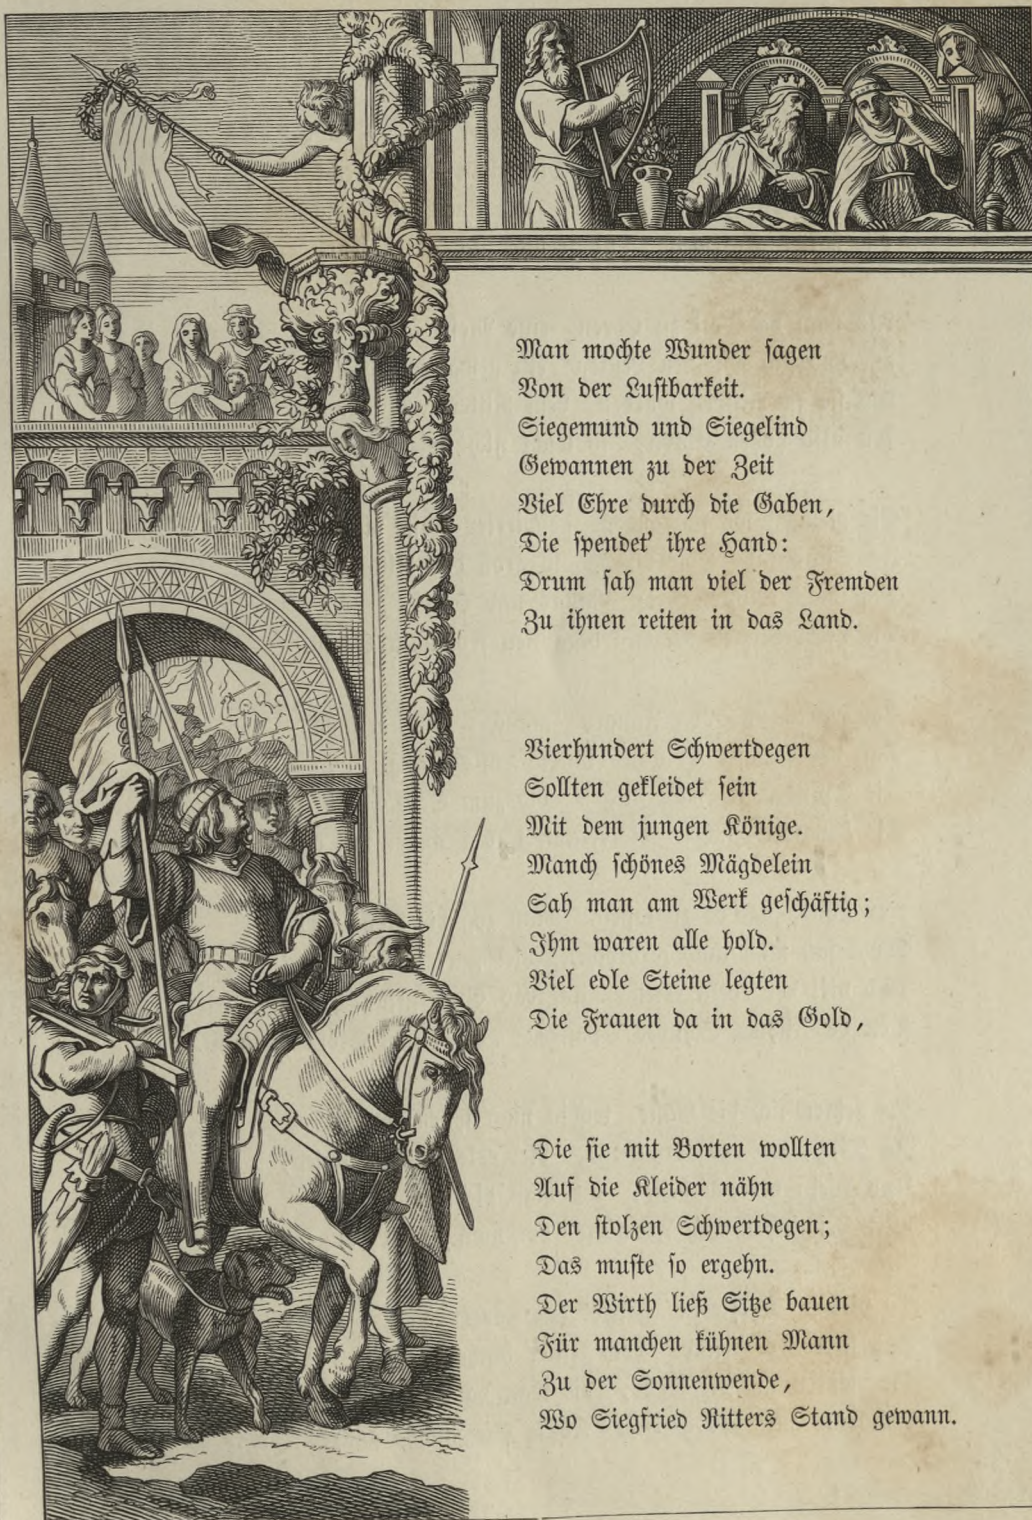 Man mochte Wunder sagen
Von der Lustbarkeit.
Siegemund und Siegelind
Gewannen zu der Zeit
Viel Ehre durch die Gaben,
Die spendet' ihre Hand:
Drum sah man viel der Fremden
Zu ihnen reiten in das Land.
Vierhundert Schwertdegen
Sollten gekleidet sein
Mit dem jungen Könige.
Manch schönes Mägdelein
Sah man am Werk geschäftig;
Ihm waren alle hold.
Viel edle Steine legten
Die Frauen da in das Gold,
Die sie mit Borten wollten
Auf die Kleider nähn
Den stolzen Schwertdegen;
Das muste so ergehn.
Der Wirth ließ Sitze bauen
Für manchen kühnen Mann
Zu der Sonnenwende,
Wo Siegfried Ritters Stand gewann.